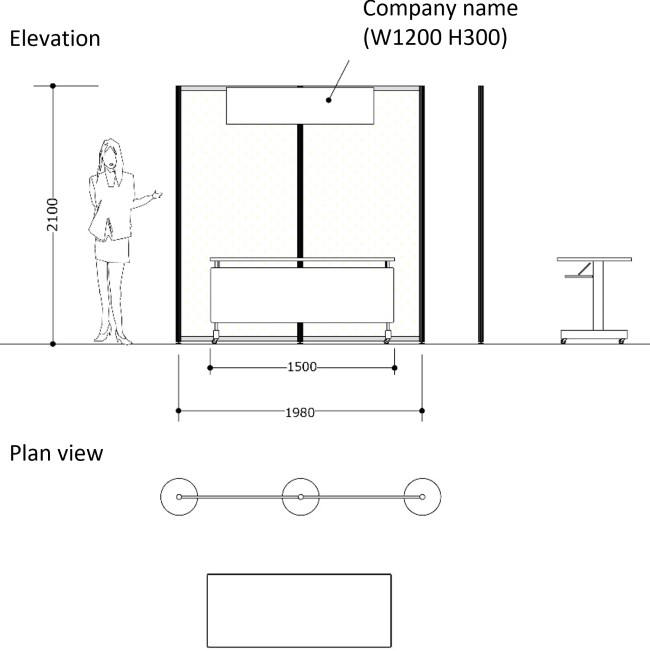 Company name
(W1200 H300)
Elevation
2100
1500
1980
Plan view